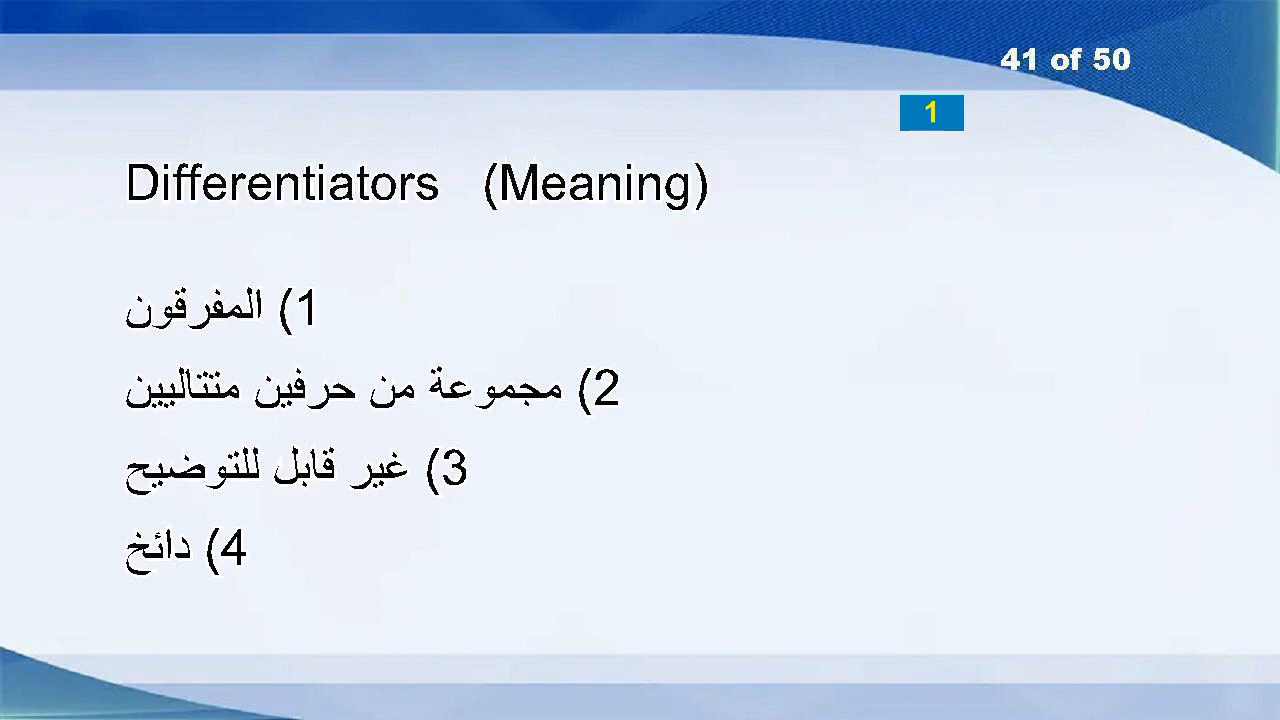 41 of 50
1
Differentiators (Meaning)
1) المفرقون
2) مجموعة من حرفين متتاليين
3) غير قابل للتوضيح
4) دائخ